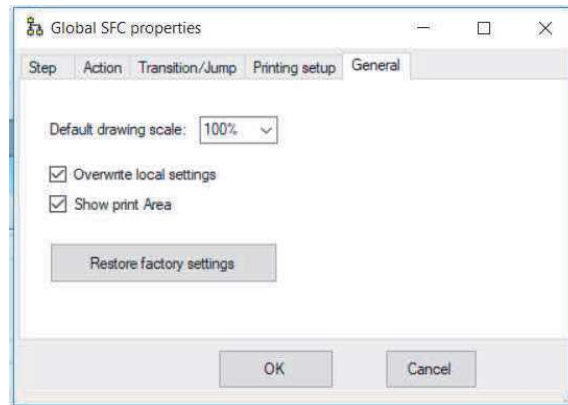 Global SFC properties
Step Action Transition/Jump Printing setup General
Default drawing scale: 100%
Overwrite local settings
Show print Area
Restore factory settings
OK Cancel